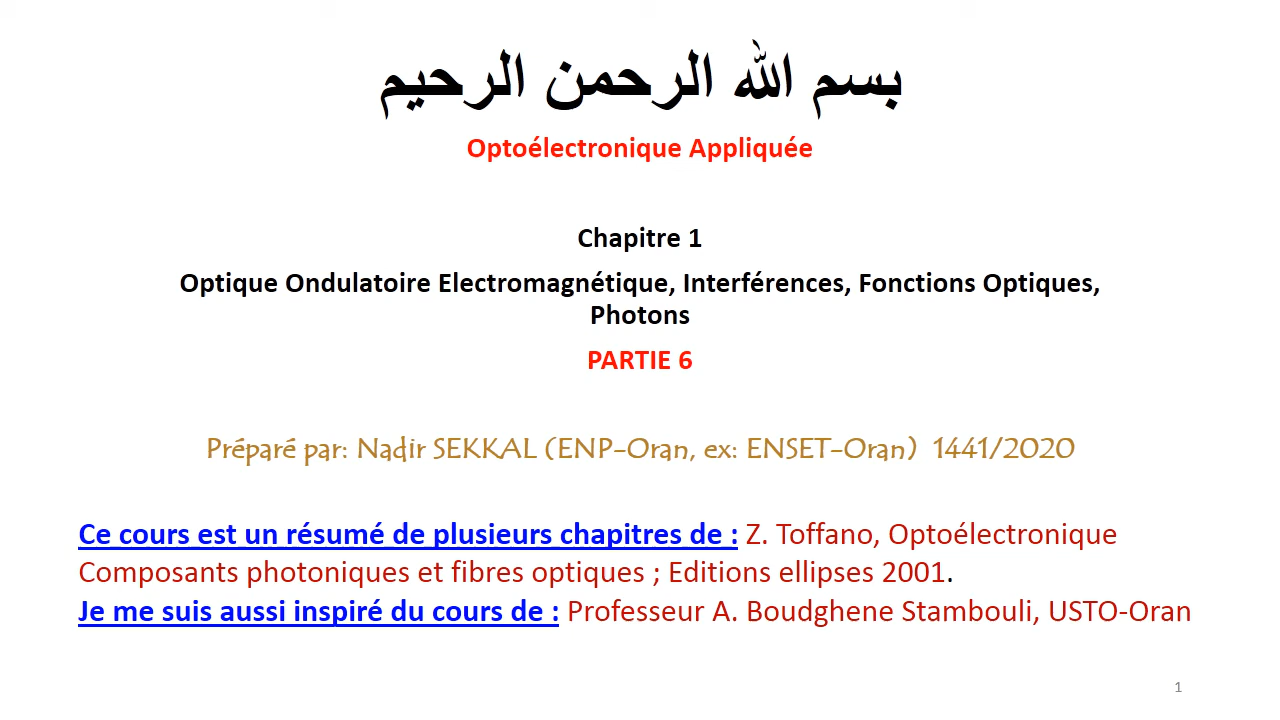 بسم الله الرحمن الرحيم
Optoélectronique Appliquée
Chapitre 1
Optique Ondulatoire Electromagnétique, Interférences, Fonctions Optiques,
Photons
PARTIE 6
Préparé par: Nadir SEKKAL (ENP-Oran, ex: ENSET-Oran) 1441/2020
Ce cours est un résumé de plusieurs chapitres de : Z. Toffano, Optoélectronique
Composants photoniques et fibres optiques ; Editions ellipses 2001.
Je me suis aussi inspiré du cours de : Professeur A. Boudghene Stambouli, USTO-Oran
1